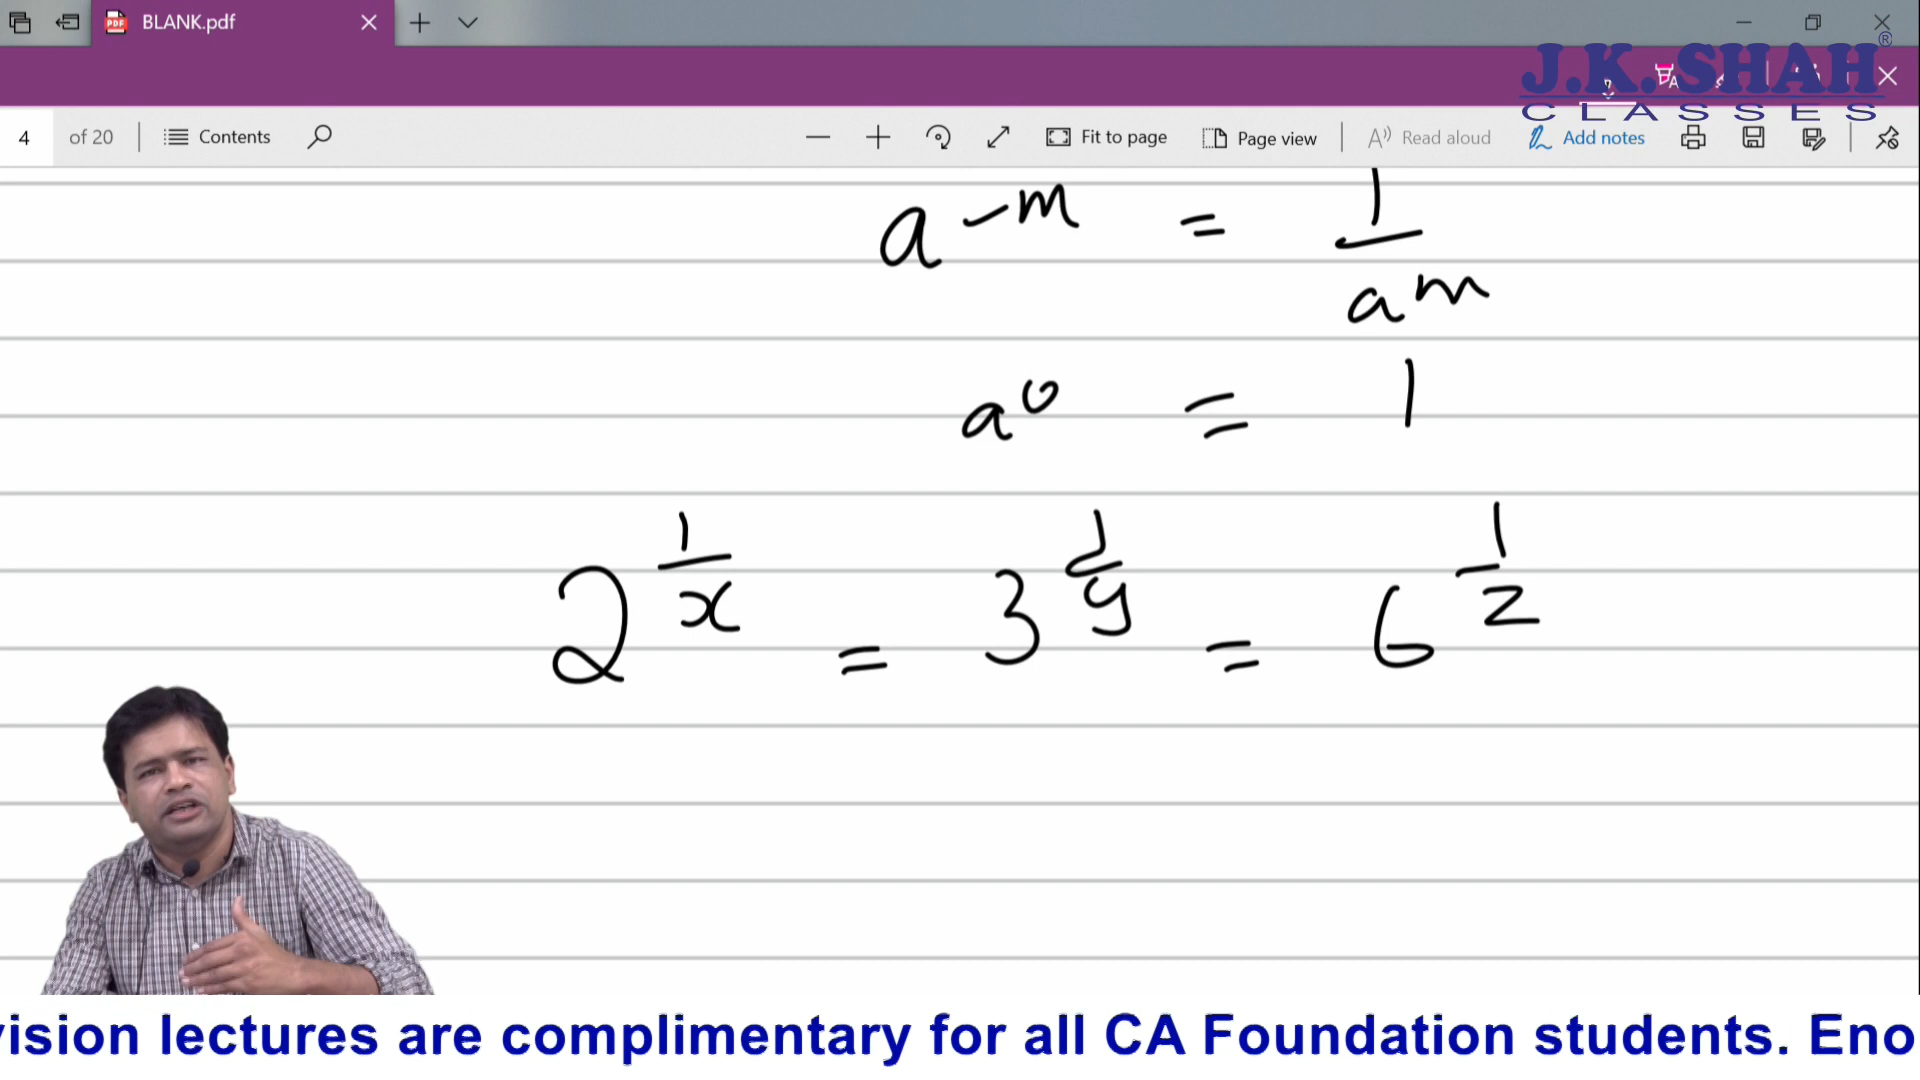 BLANK.pdf
J.K.SHAH®
CLASSES
4 of 20 Contents Fit to page Page view Read aloud Add notes
a^-m = 1/a^m
a^0 = 1
2^(1/x) = 3^(1/y) = 6^(1/z)
vision lectures are complimentary for all CA Foundation students. Eno